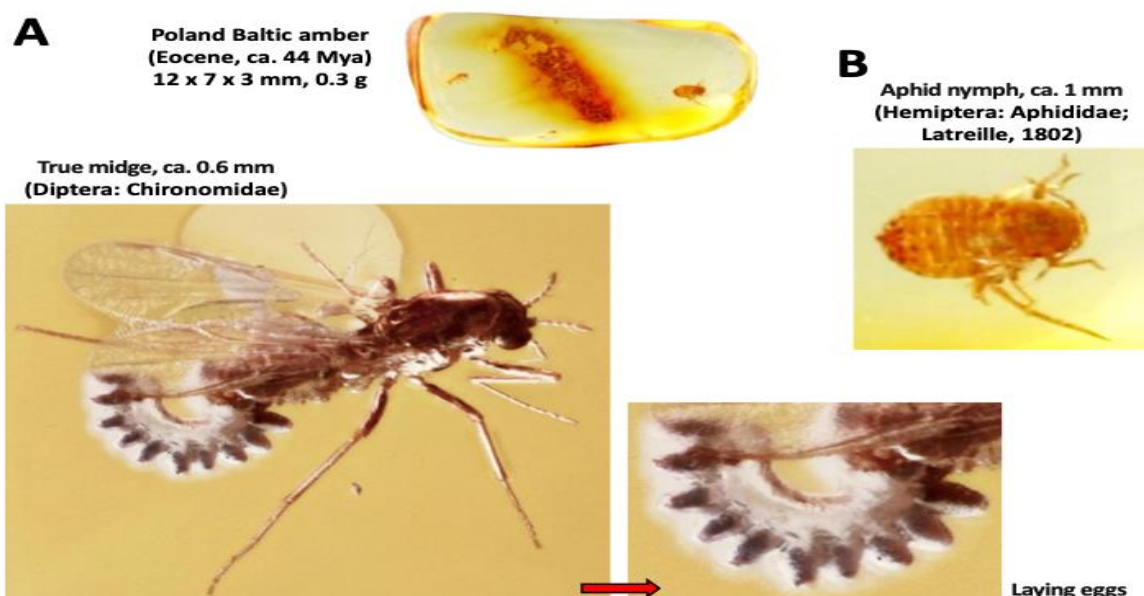 A
Poland Baltic amber
(Eocene, ca. 44 Mya)
12 x 7 x 3 mm, 0.3 g
B
Aphid nymph, ca. 1 mm
(Hemiptera: Aphididae;
Latreille, 1802)
True midge, ca. 0.6 mm
(Diptera: Chironomidae)
Laying eggs